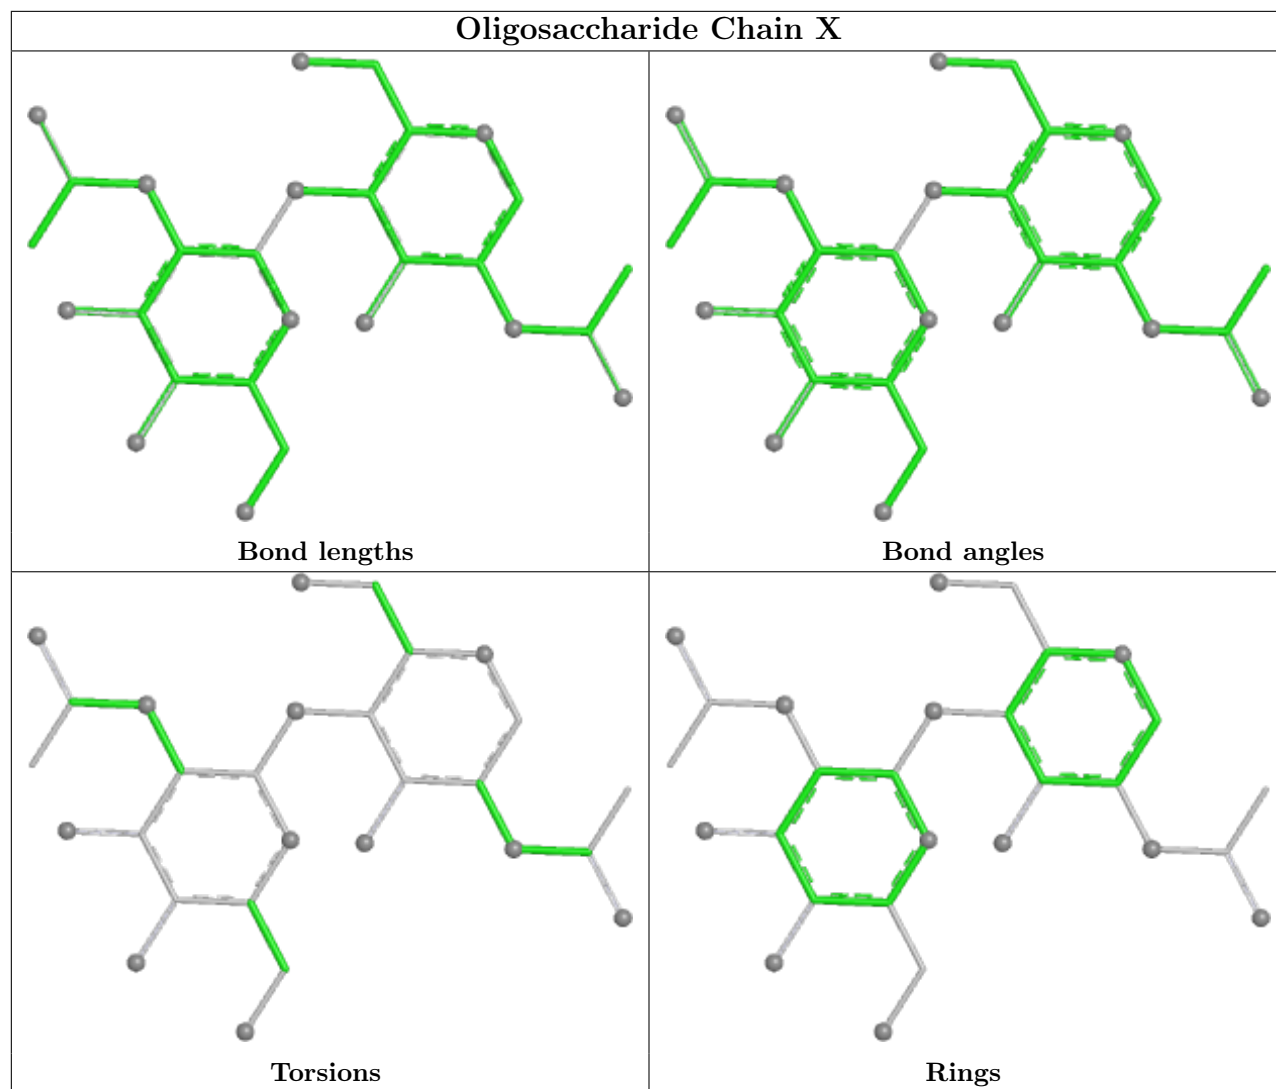 Oligosaccharide Chain X
Bond lengths
Bond angles
Torsions
Rings